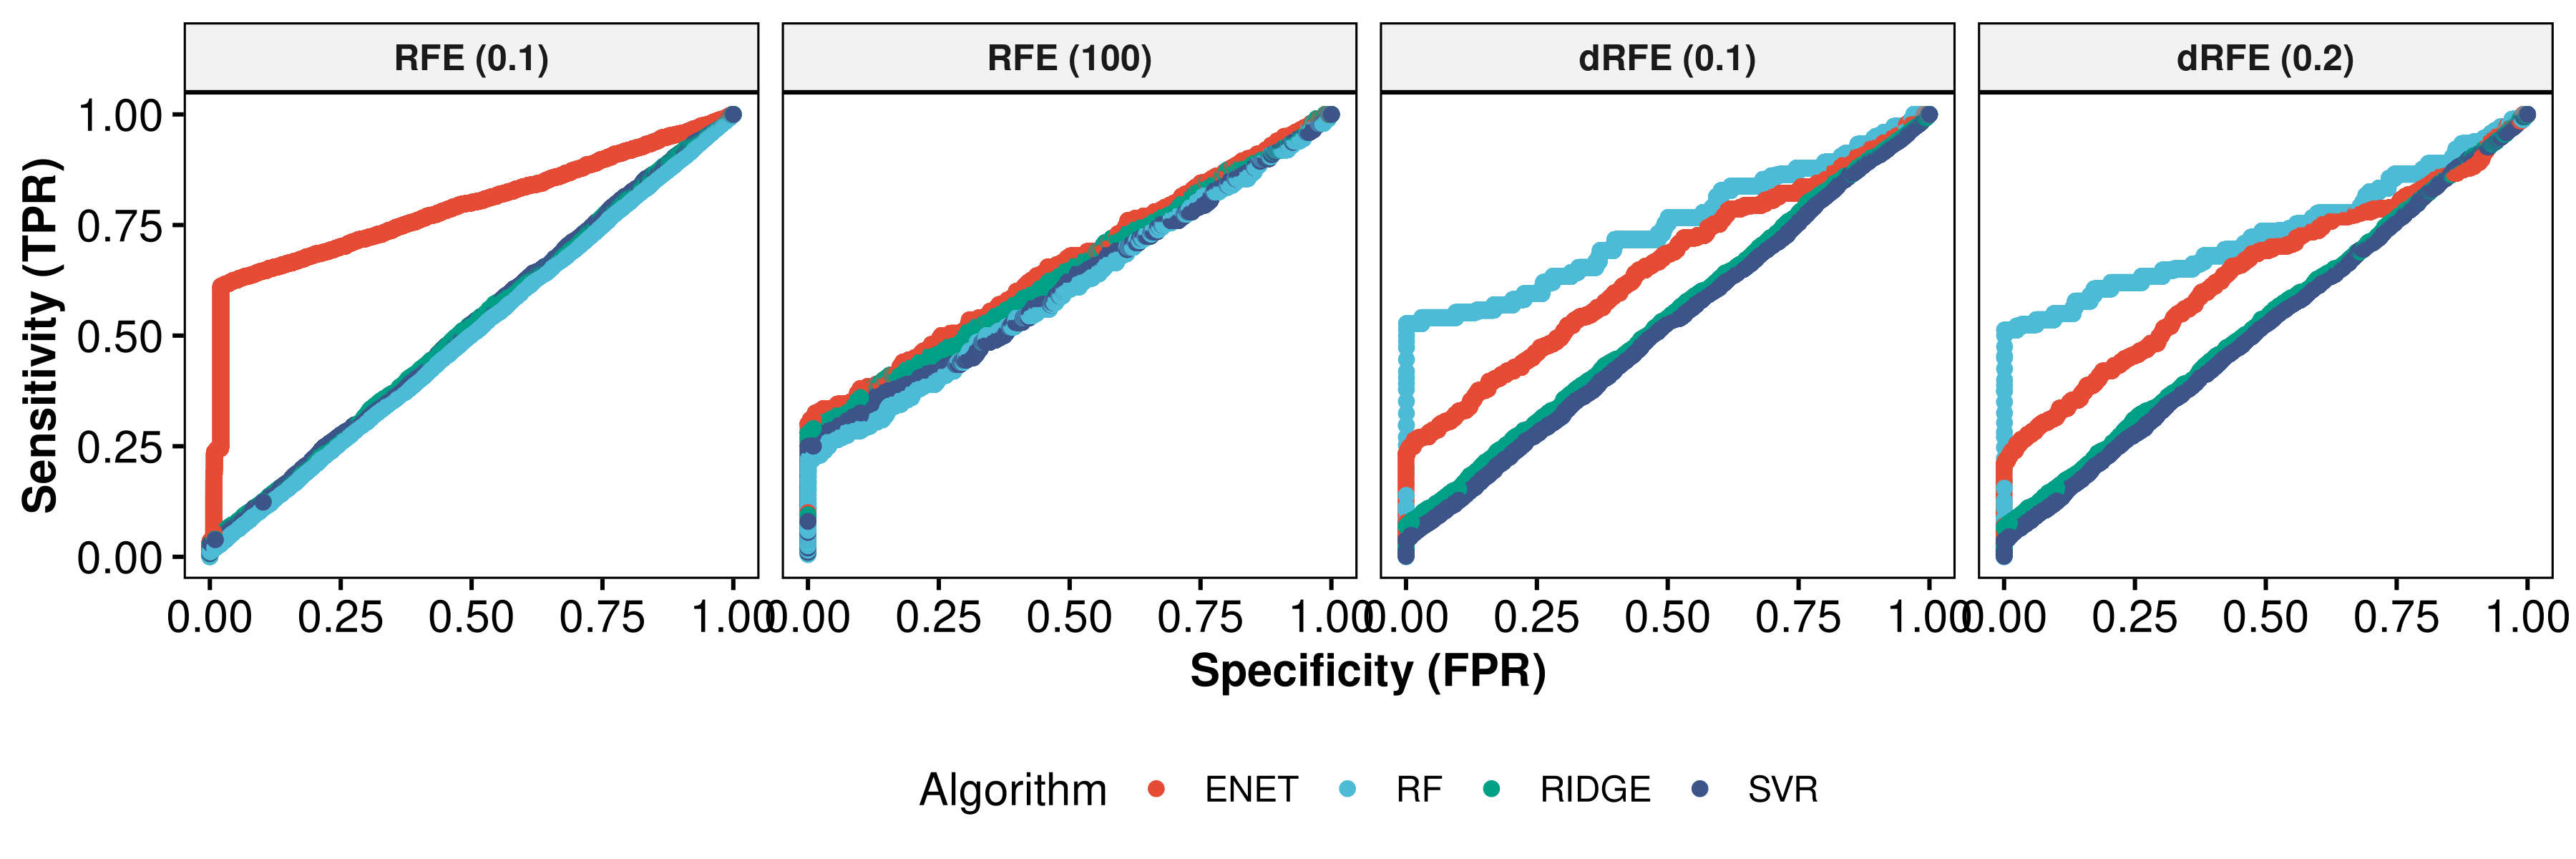 RFE (0.1) RFE (100) dRFE (0.1) dRFE (0.2)
Sensitivity (TPR)
1.00
0.75
0.50
0.25
0.00
0.00 0.25 0.50 0.75 1.00 0.00 0.25 0.50 0.75 1.00 0.00 0.25 0.50 0.75 1.00 0.00 0.25 0.50 0.75 1.00
Specificity (FPR)
Algorithm ENET RF RIDGE SVR